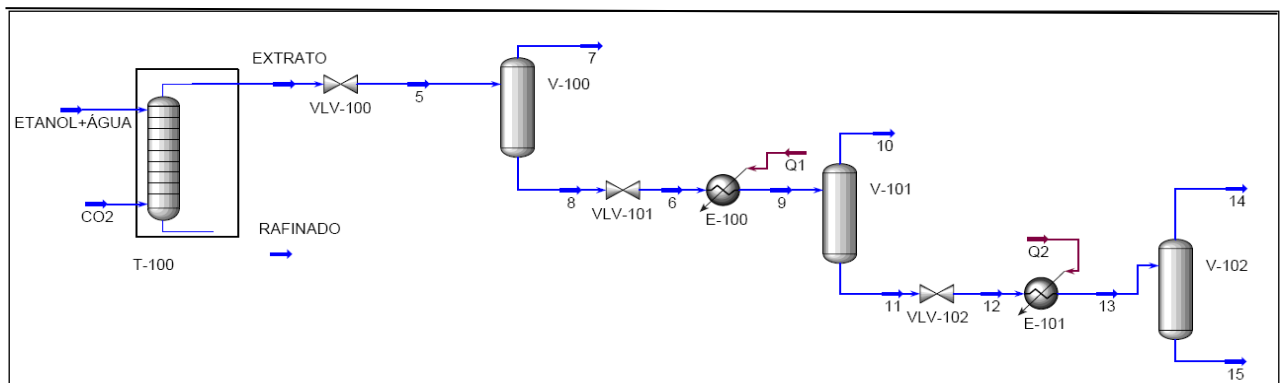 EXTRATO
7
V-100
VLV-100
5
ETANOL+ÁGUA
10
Q1
V-101
8
VLV-101
6
E-100
9
14
CO2
RAFINADO
Q2
T-100
V-102
11
VLV-102
12
E-101
13
15